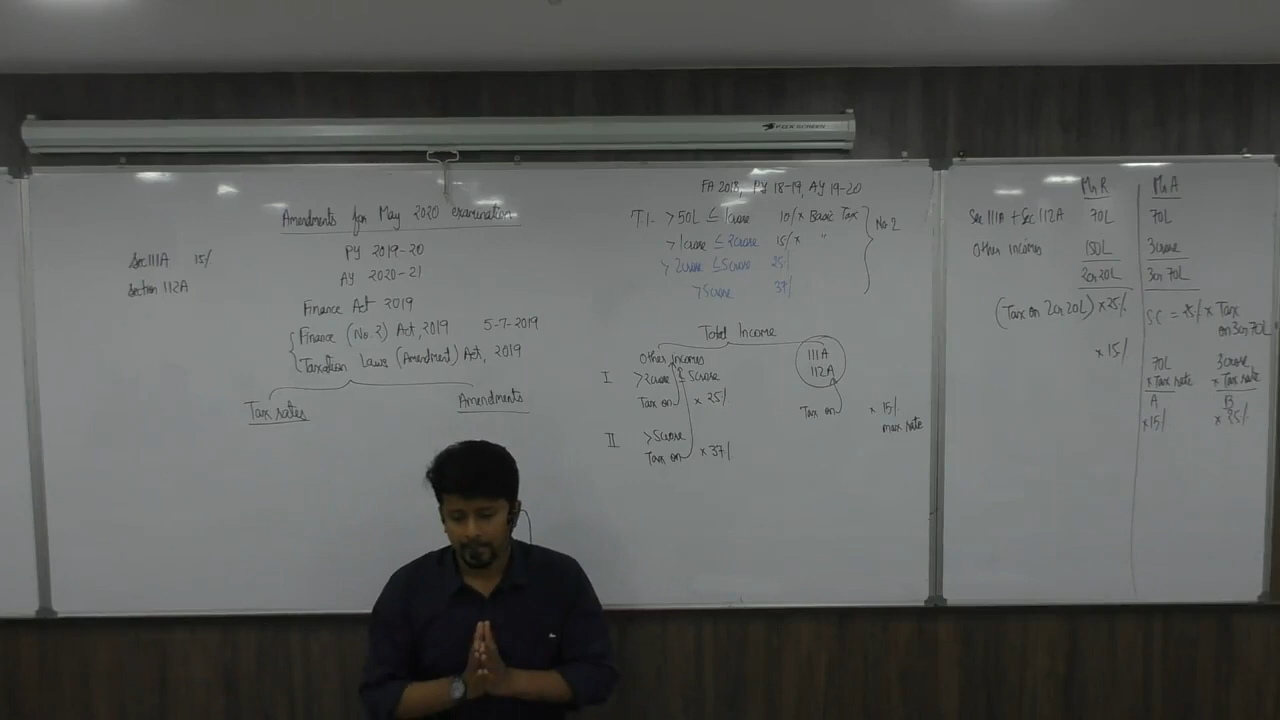 Amendments for May 2020 examination
PY 2019-20
AY 2020-21
Sec 111A 15%
Section 112A
Finance Act 2019
Finance (No.2) Act, 2019 5-7-2019
Taxation Laws (Amendment) Act, 2019
Tax rates
Amendments
FA 2018, PY 18-19, AY 19-20
T.I- >50L ≤ 1crore 10% x Basic Tax
>1crore ≤ 2crore 15% x "
>2crore ≤ 5crore 25%
>5crore 37%
No.2
Total Income
Other incomes
111A
112A
I >2crore ≤ 5crore
Tax on x 25%
Tax on x 15%
max rate
II >5crore
Tax on x 37%
Mr R Mr A
Sec 111A + Sec 112A 70L 70L
Other incomes 150L 3crore
2cr 20L 3cr 70L
(Tax on 2cr 20L) x 25%
x 15%
SC = 25% x Tax
on 3cr 70L
70L 3crore
x Tax rate x Tax rate
A B
x 15% x 25%